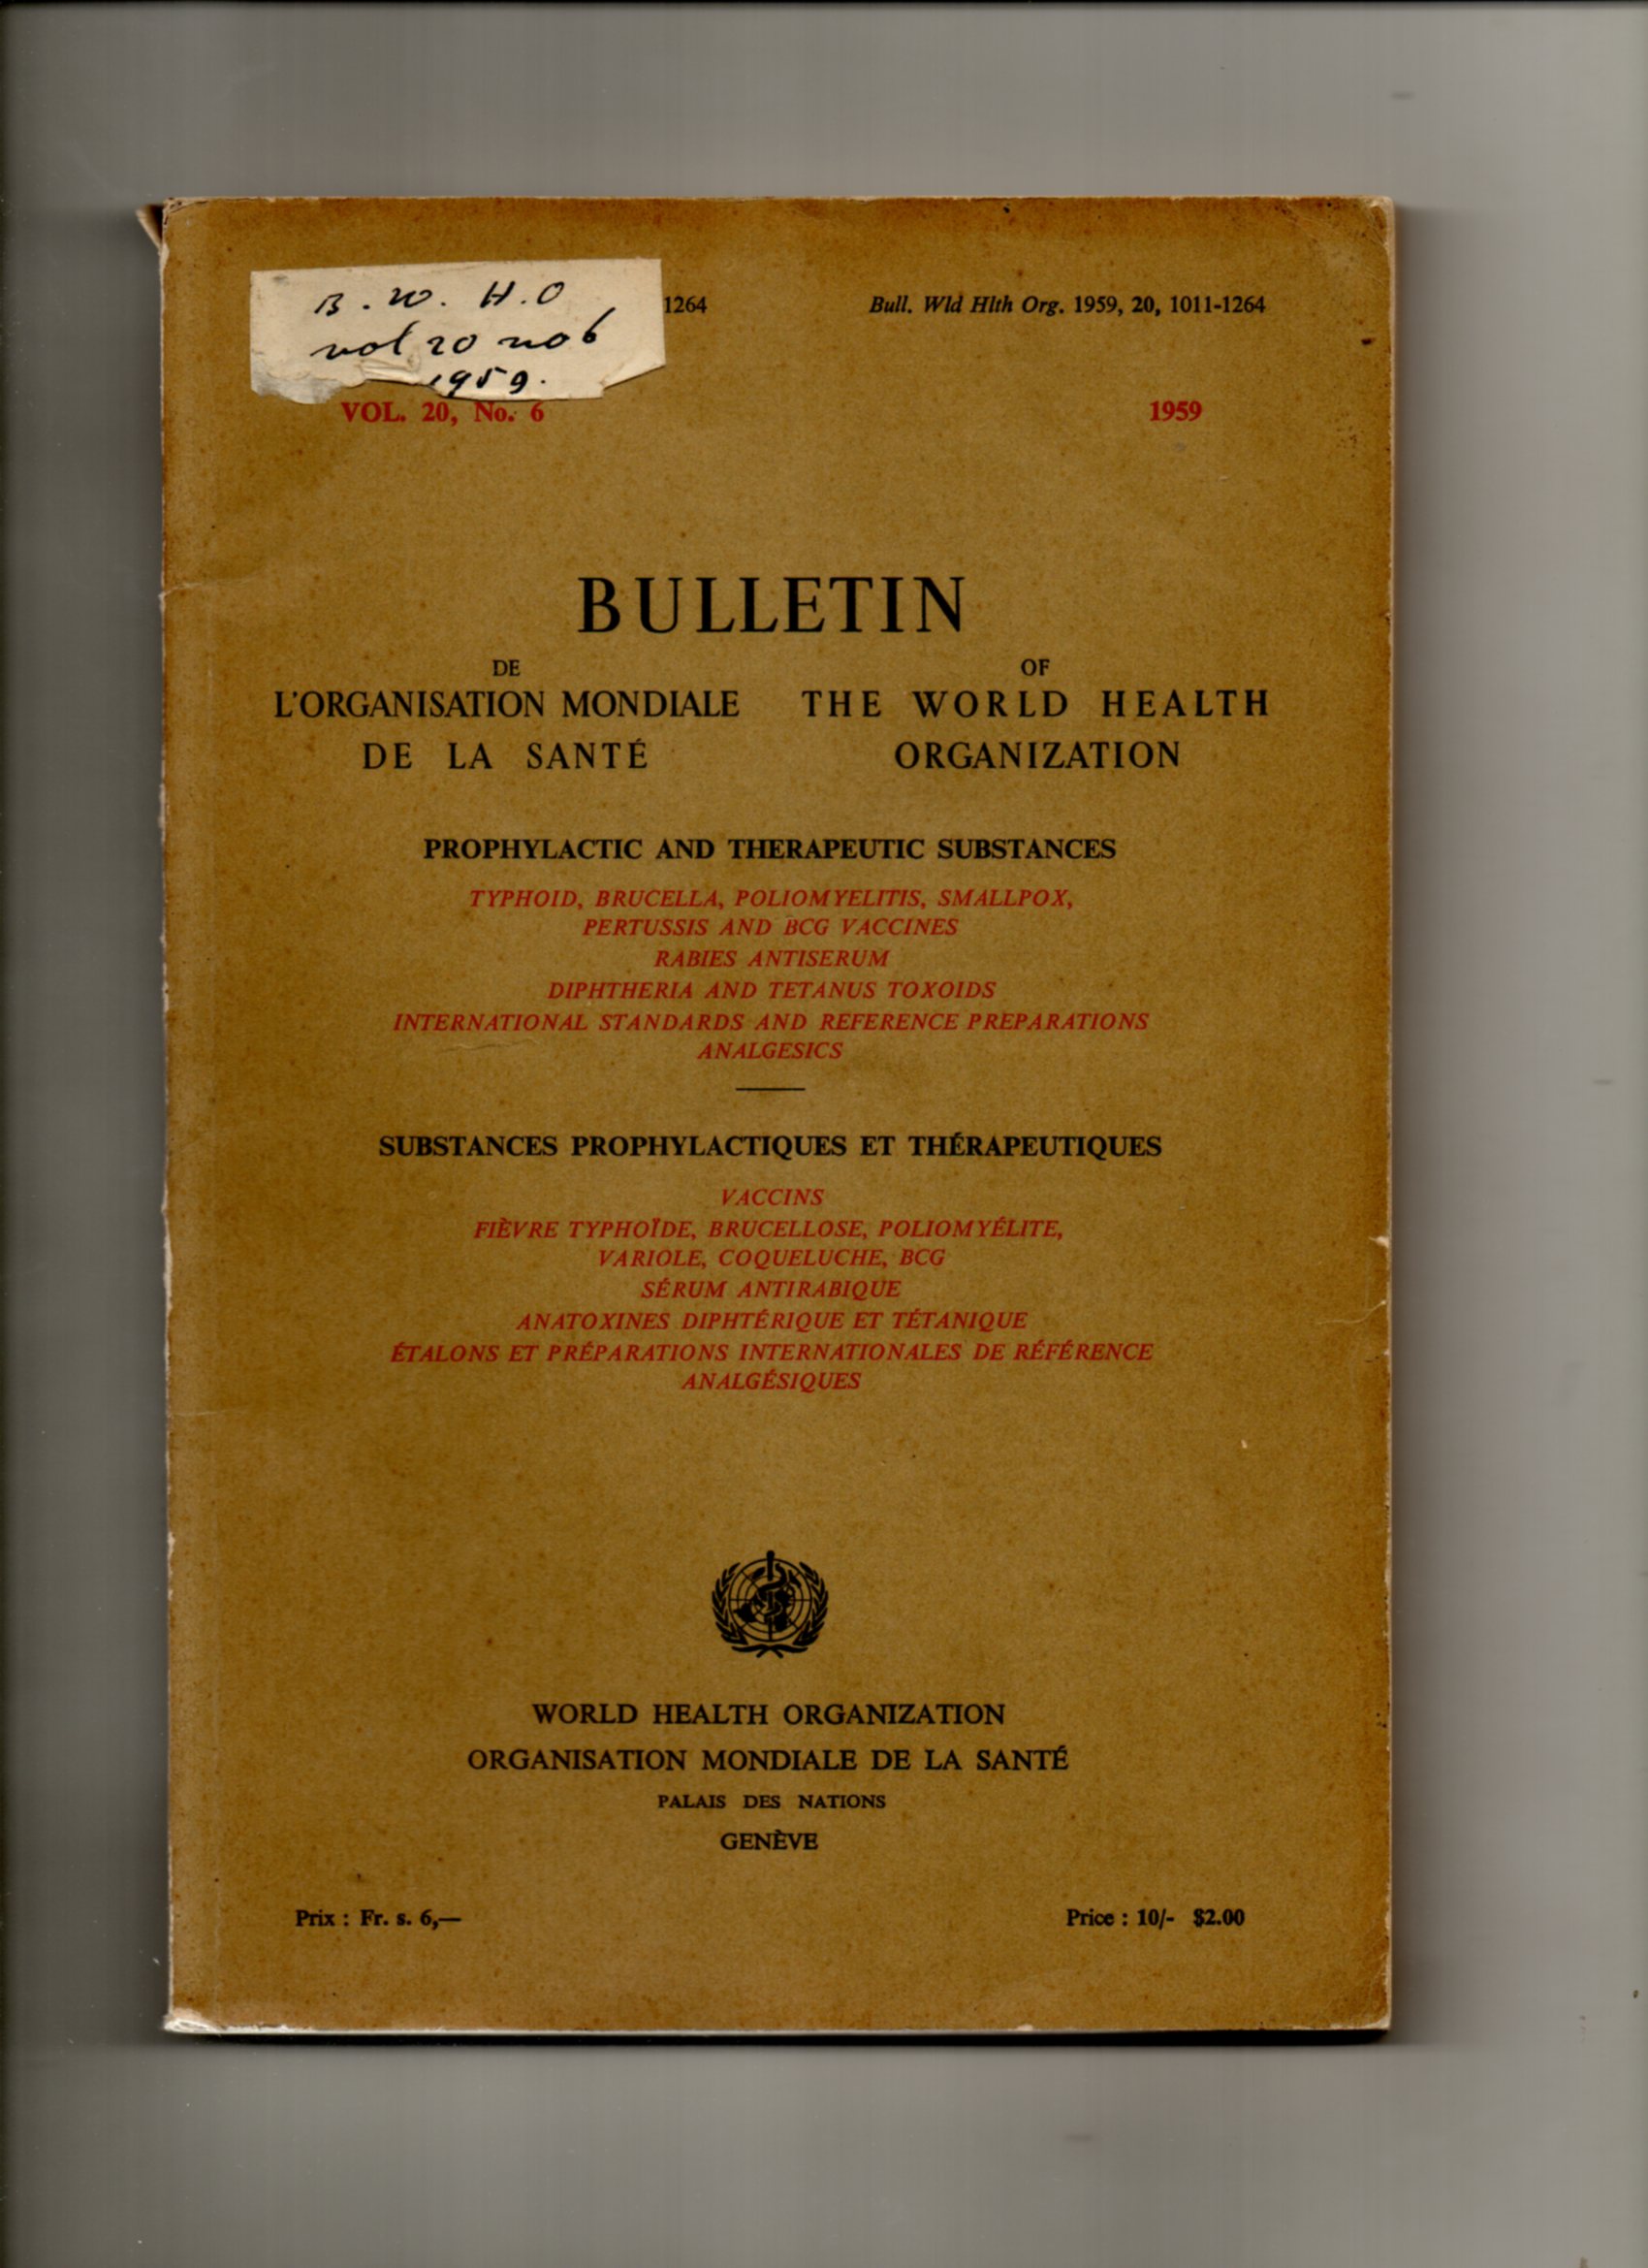 B. W. H. O
vol 20 no 6
1959.
1264
Bull. Wld Hlth Org. 1959, 20, 1011-1264
VOL. 20, No. 6
1959
BULLETIN
DE
L'ORGANISATION MONDIALE
DE LA SANTÉ
OF
THE WORLD HEALTH
ORGANIZATION
PROPHYLACTIC AND THERAPEUTIC SUBSTANCES
TYPHOID, BRUCELLA, POLIOMYELITIS, SMALLPOX,
PERTUSSIS AND BCG VACCINES
RABIES ANTISERUM
DIPHTHERIA AND TETANUS TOXOIDS
INTERNATIONAL STANDARDS AND REFERENCE PREPARATIONS
ANALGESICS
SUBSTANCES PROPHYLACTIQUES ET THÉRAPEUTIQUES
VACCINS
FIÈVRE TYPHOÏDE, BRUCELLOSE, POLIOMYÉLITE,
VARIOLE, COQUELUCHE, BCG
SÉRUM ANTIRABIQUE
ANATOXINES DIPHTÉRIQUE ET TÉTANIQUE
ÉTALONS ET PRÉPARATIONS INTERNATIONALES DE RÉFÉRENCE
ANALGÉSIQUES
WORLD HEALTH ORGANIZATION
ORGANISATION MONDIALE DE LA SANTÉ
PALAIS DES NATIONS
GENÈVE
Prix : Fr. s. 6,—
Price : 10/- $2.00